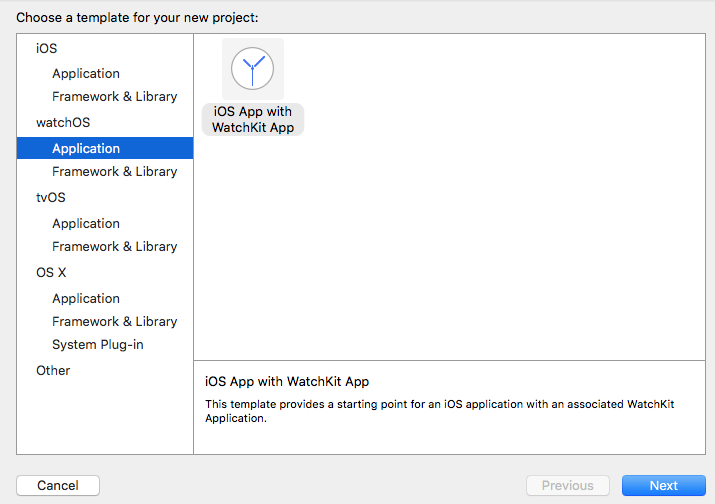 Choose a template for your new project:
iOS
Application
Framework & Library
watchOS
Application
Framework & Library
tvOS
Application
Framework & Library
OS X
Application
Framework & Library
System Plug-in
Other
iOS App with
WatchKit App
iOS App with WatchKit App
This template provides a starting point for an iOS application with an associated WatchKit
Application.
Cancel
Previous
Next